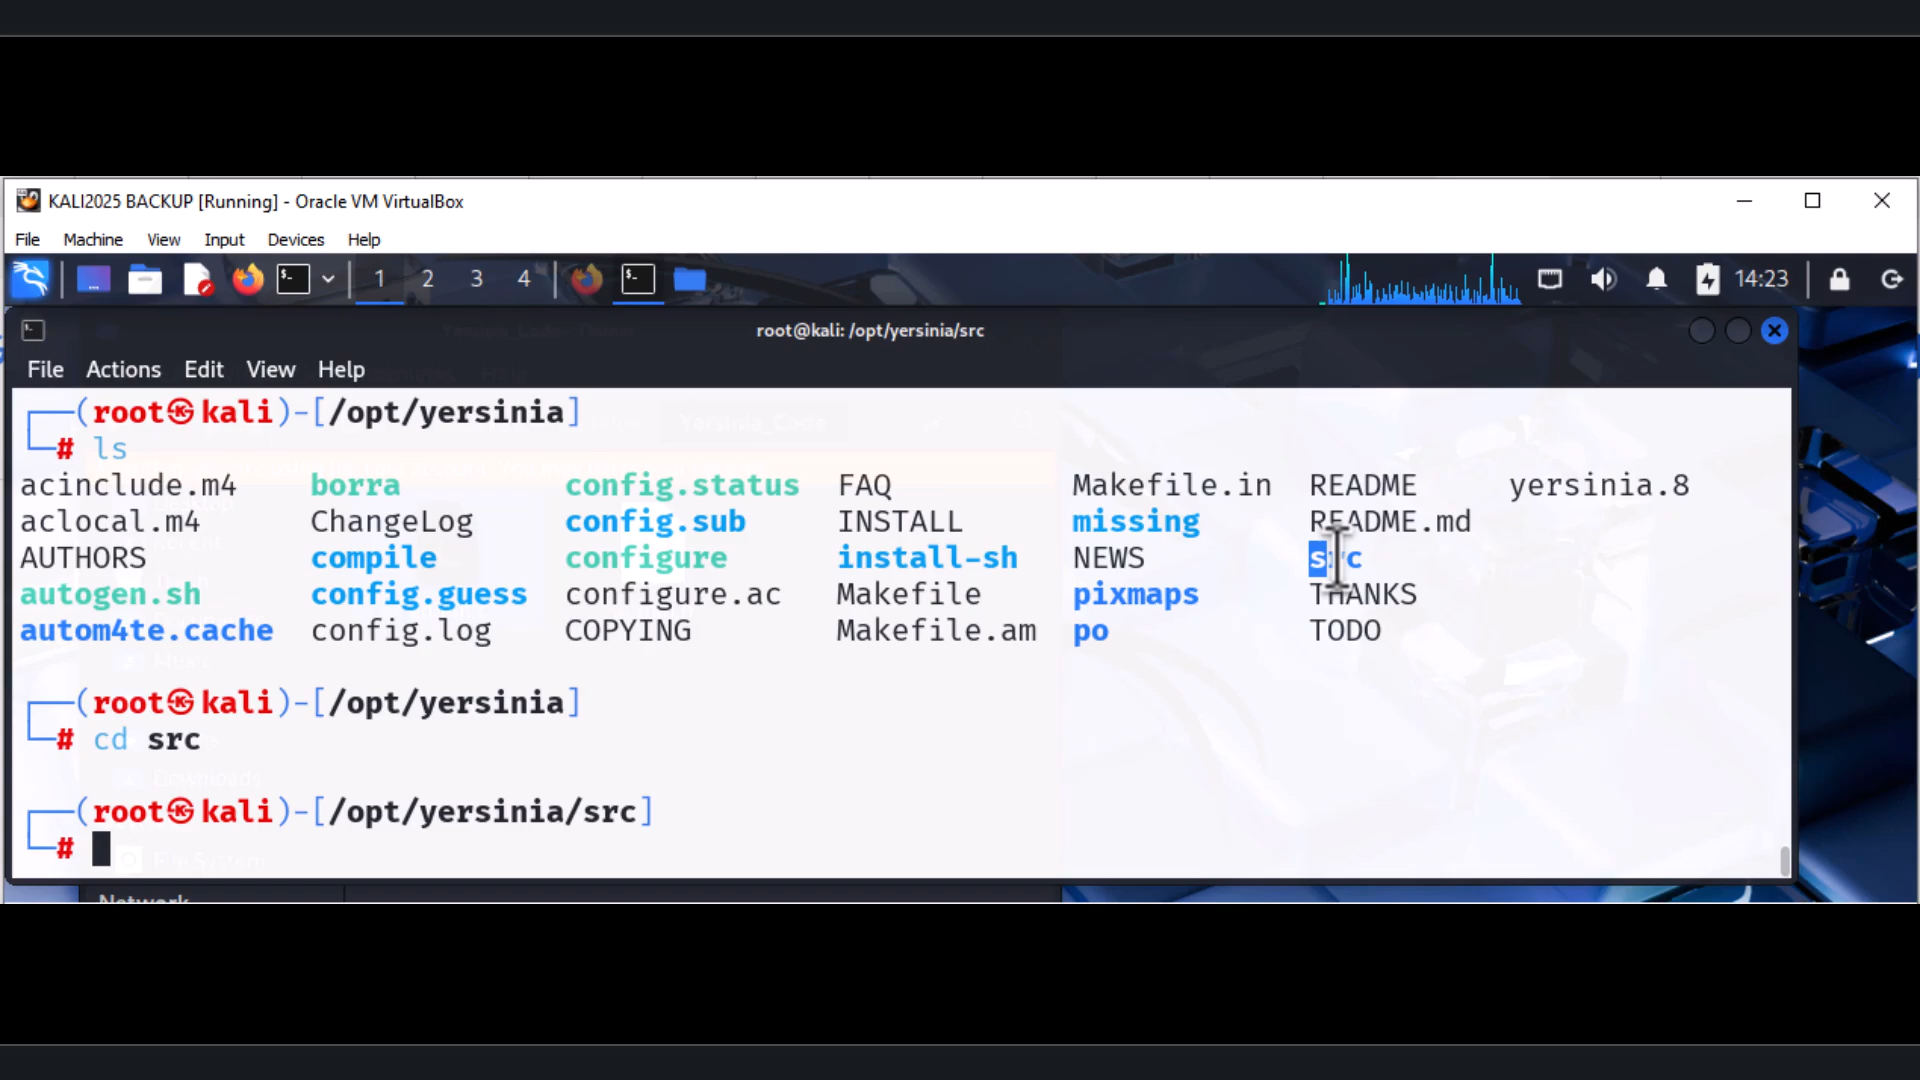 KALI2025 BACKUP [Running] - Oracle VM VirtualBox
File Machine View Input Devices Help
1 2 3 4 14:23
root@kali: /opt/yersinia/src
File Actions Edit View Help
(root㉿kali)-[/opt/yersinia]
# ls
acinclude.m4 borra config.status FAQ Makefile.in README yersinia.8
aclocal.m4 ChangeLog config.sub INSTALL missing README.md
AUTHORS compile configure install-sh NEWS src
autogen.sh config.guess configure.ac Makefile pixmaps THANKS
autom4te.cache config.log COPYING Makefile.am po TODO
(root㉿kali)-[/opt/yersinia]
# cd src
(root㉿kali)-[/opt/yersinia/src]
#
Network